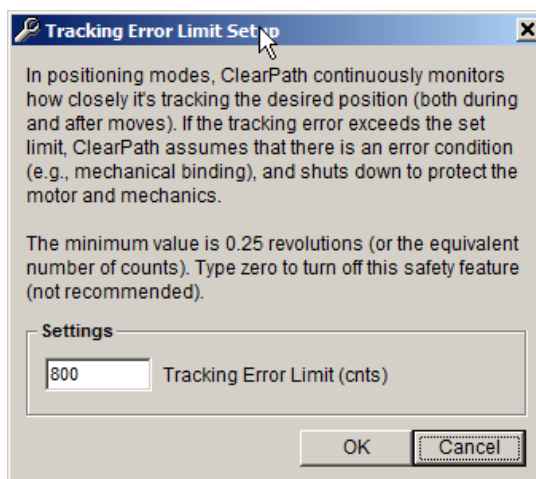 Tracking Error Limit Setup
In positioning modes, ClearPath continuously monitors
how closely it's tracking the desired position (both during
and after moves). If the tracking error exceeds the set
limit, ClearPath assumes that there is an error condition
(e.g., mechanical binding), and shuts down to protect the
motor and mechanics.
The minimum value is 0.25 revolutions (or the equivalent
number of counts). Type zero to turn off this safety feature
(not recommended).
Settings
800 Tracking Error Limit (cnts)
OK Cancel